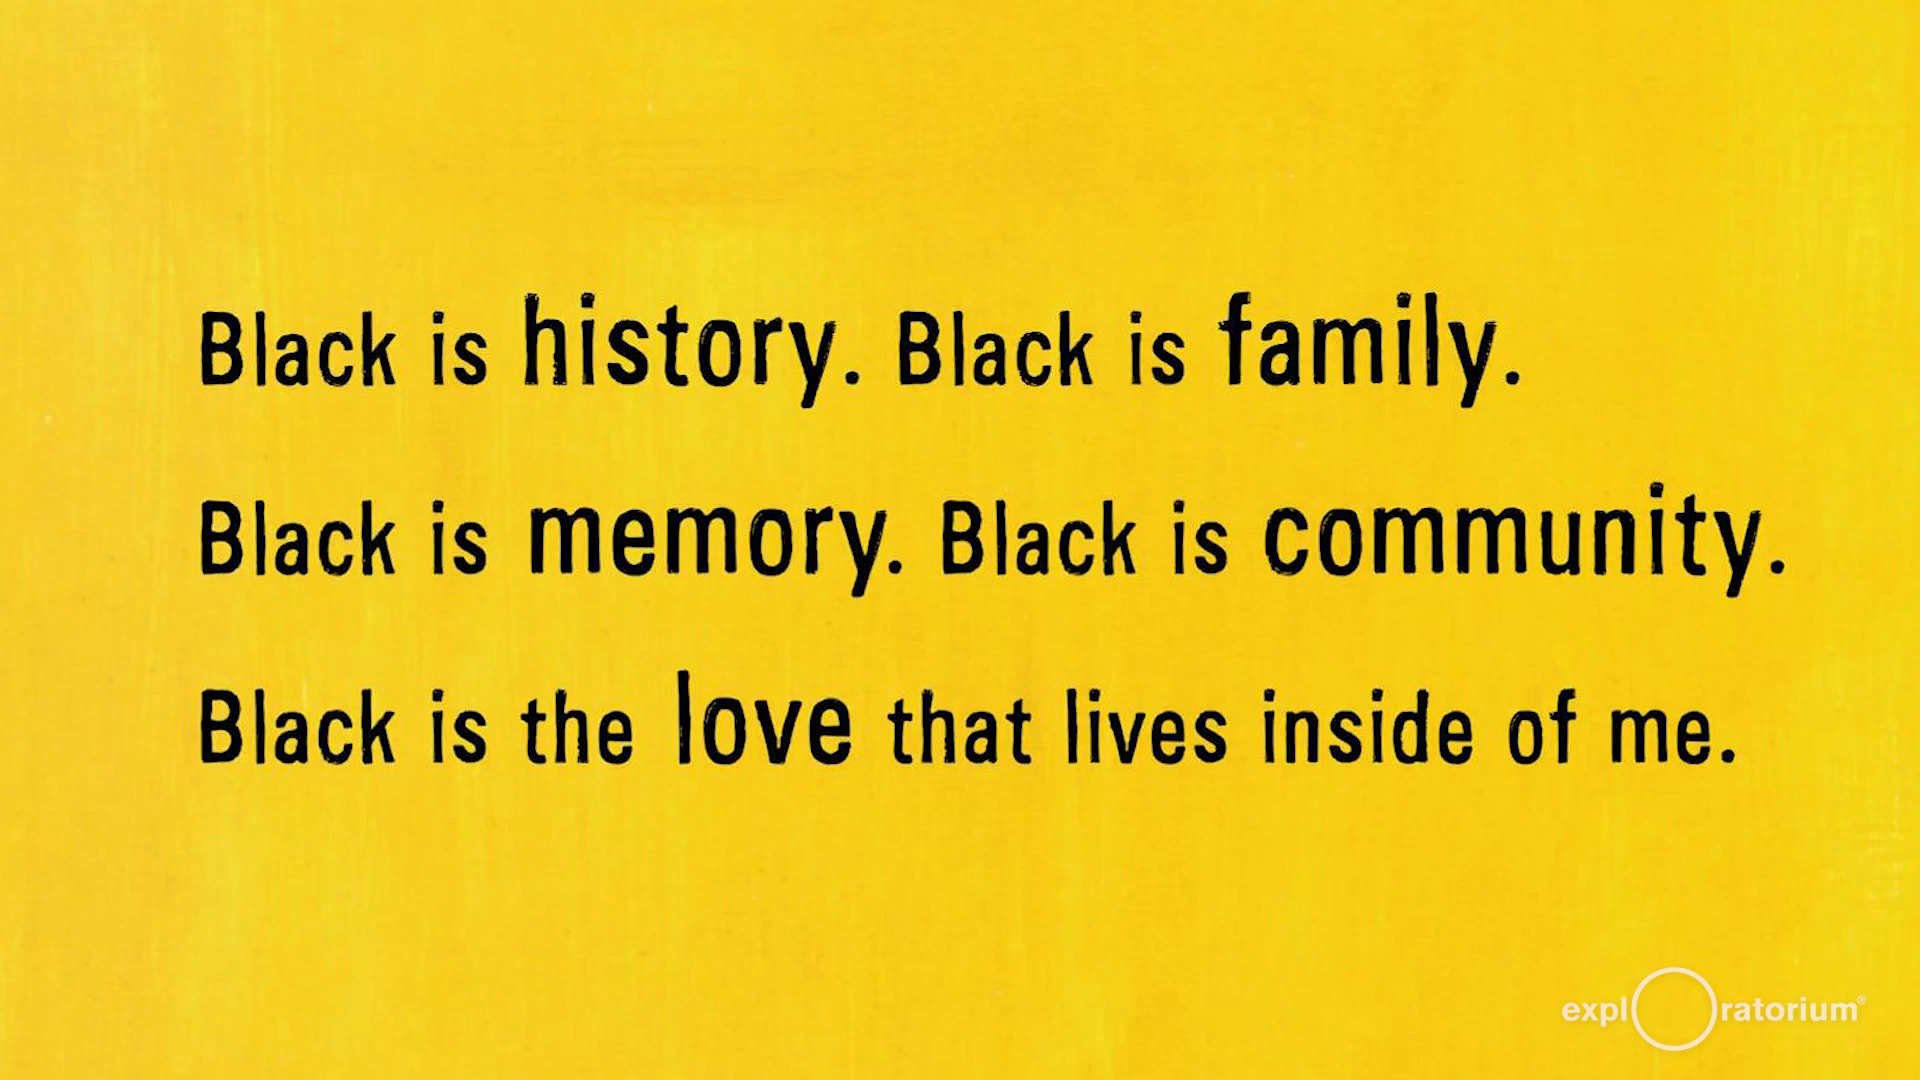 Black is history. Black is family.
Black is memory. Black is community.
Black is the love that lives inside of me.
exploratorium®